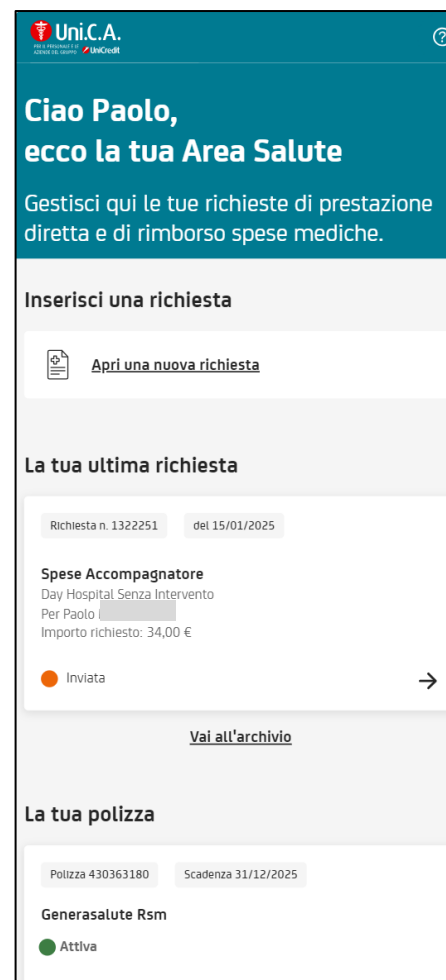 Uni.C.A.
PER IL PERSONALE E LE
AZIENDE DEL GRUPPO UniCredit
Ciao Paolo,
ecco la tua Area Salute
Gestisci qui le tue richieste di prestazione
diretta e di rimborso spese mediche.
Inserisci una richiesta
Apri una nuova richiesta
La tua ultima richiesta
Richiesta n. 1322251 del 15/01/2025
Spese Accompagnatore
Day Hospital Senza Intervento
Per Paolo
Importo richiesto: 34,00 €
Inviata
Vai all'archivio
La tua polizza
Polizza 430363180 Scadenza 31/12/2025
Generasalute Rsm
Attiva